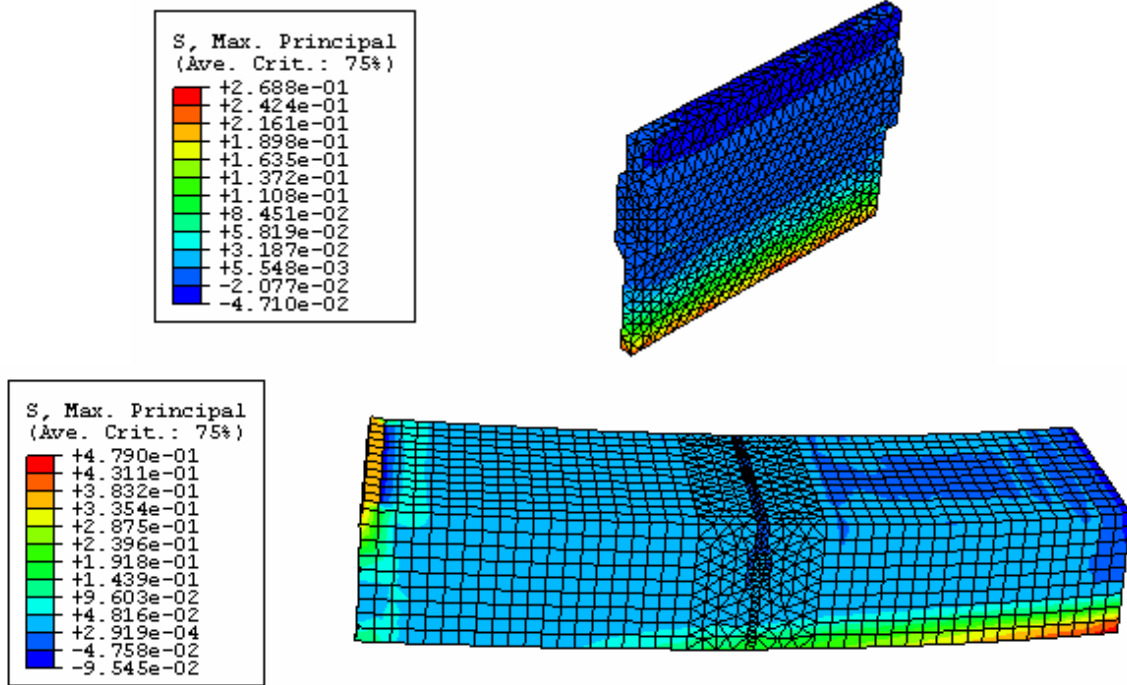 S, Max. Principal
(Ave. Crit.: 75%)
+2.688e-01
+2.424e-01
+2.161e-01
+1.898e-01
+1.635e-01
+1.372e-01
+1.108e-01
+8.451e-02
+5.819e-02
+3.187e-02
+5.548e-03
-2.077e-02
-4.710e-02
S, Max. Principal
(Ave. Crit.: 75%)
+4.790e-01
+4.311e-01
+3.832e-01
+3.354e-01
+2.875e-01
+2.396e-01
+1.918e-01
+1.439e-01
+9.603e-02
+4.816e-02
+2.919e-04
-4.758e-02
-9.545e-02